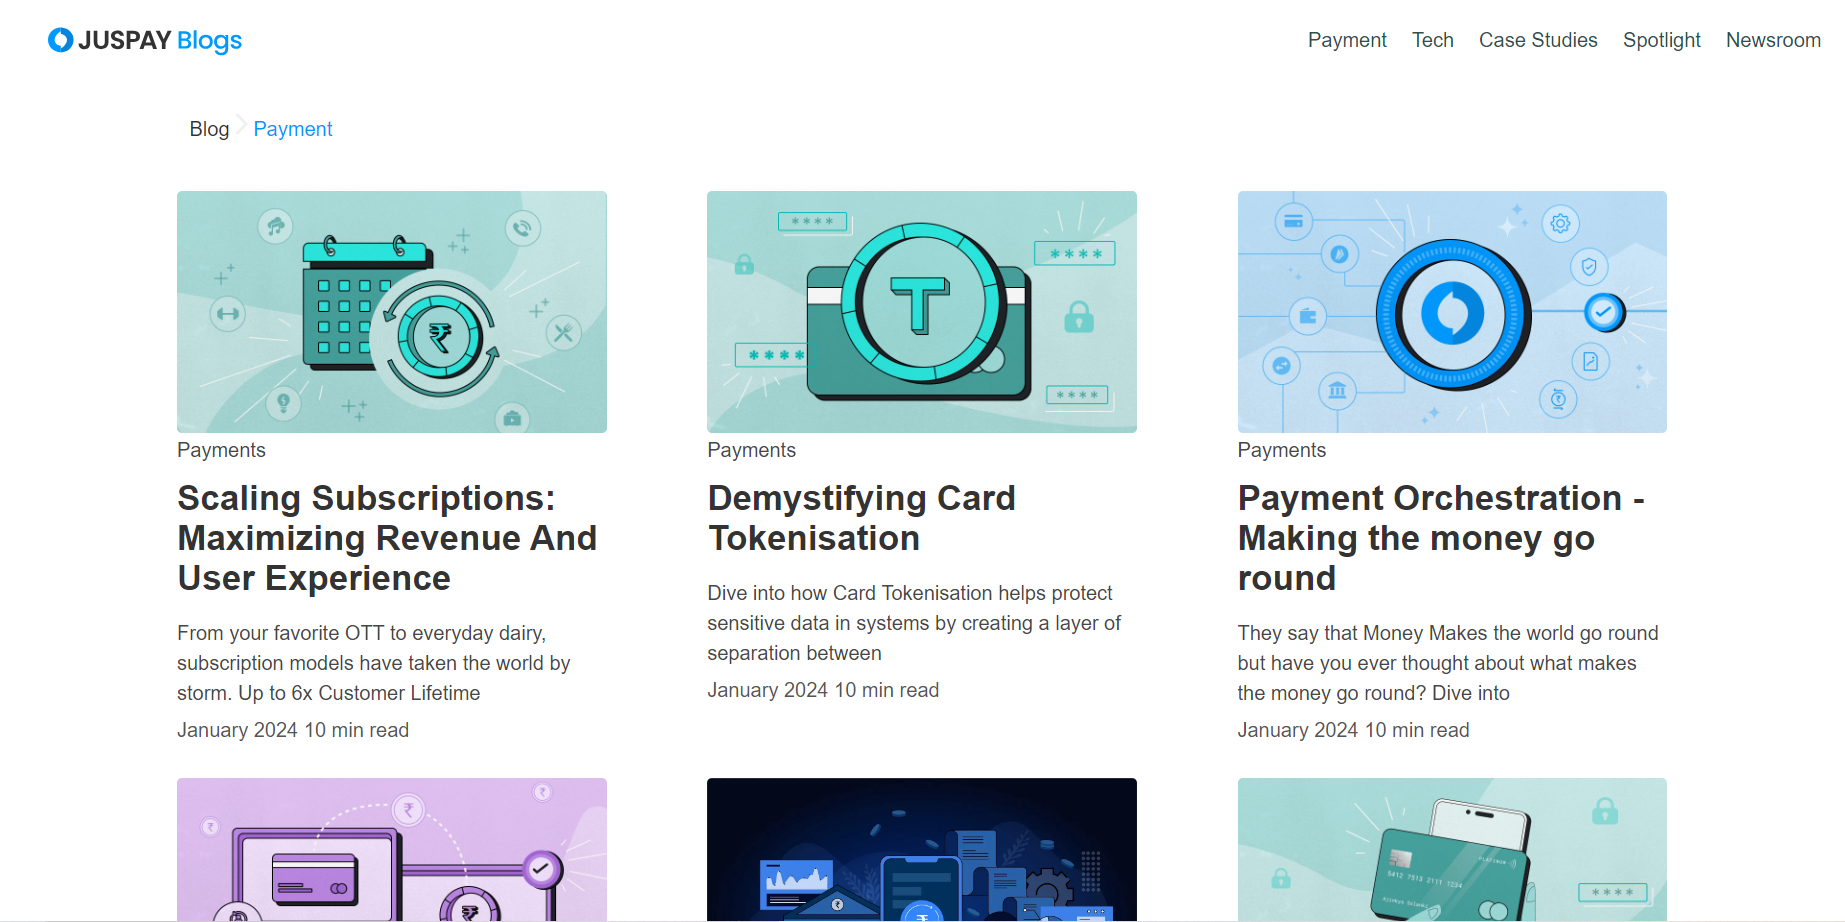 JUSPAY Blogs
Payment Tech Case Studies Spotlight Newsroom
Blog Payment
* * * *
* * * *
* * * *
* * * *
T
₹
Payments
Scaling Subscriptions:
Maximizing Revenue And
User Experience
From your favorite OTT to everyday dairy,
subscription models have taken the world by
storm. Up to 6x Customer Lifetime
January 2024 10 min read
Payments
Demystifying Card
Tokenisation
Dive into how Card Tokenisation helps protect
sensitive data in systems by creating a layer of
separation between
January 2024 10 min read
Payments
Payment Orchestration -
Making the money go
round
They say that Money Makes the world go round
but have you ever thought about what makes
the money go round? Dive into
January 2024 10 min read
₹
₹
₹
₹
₹
₹
PLATINUM
5412 7513 2111 1234
* * * *